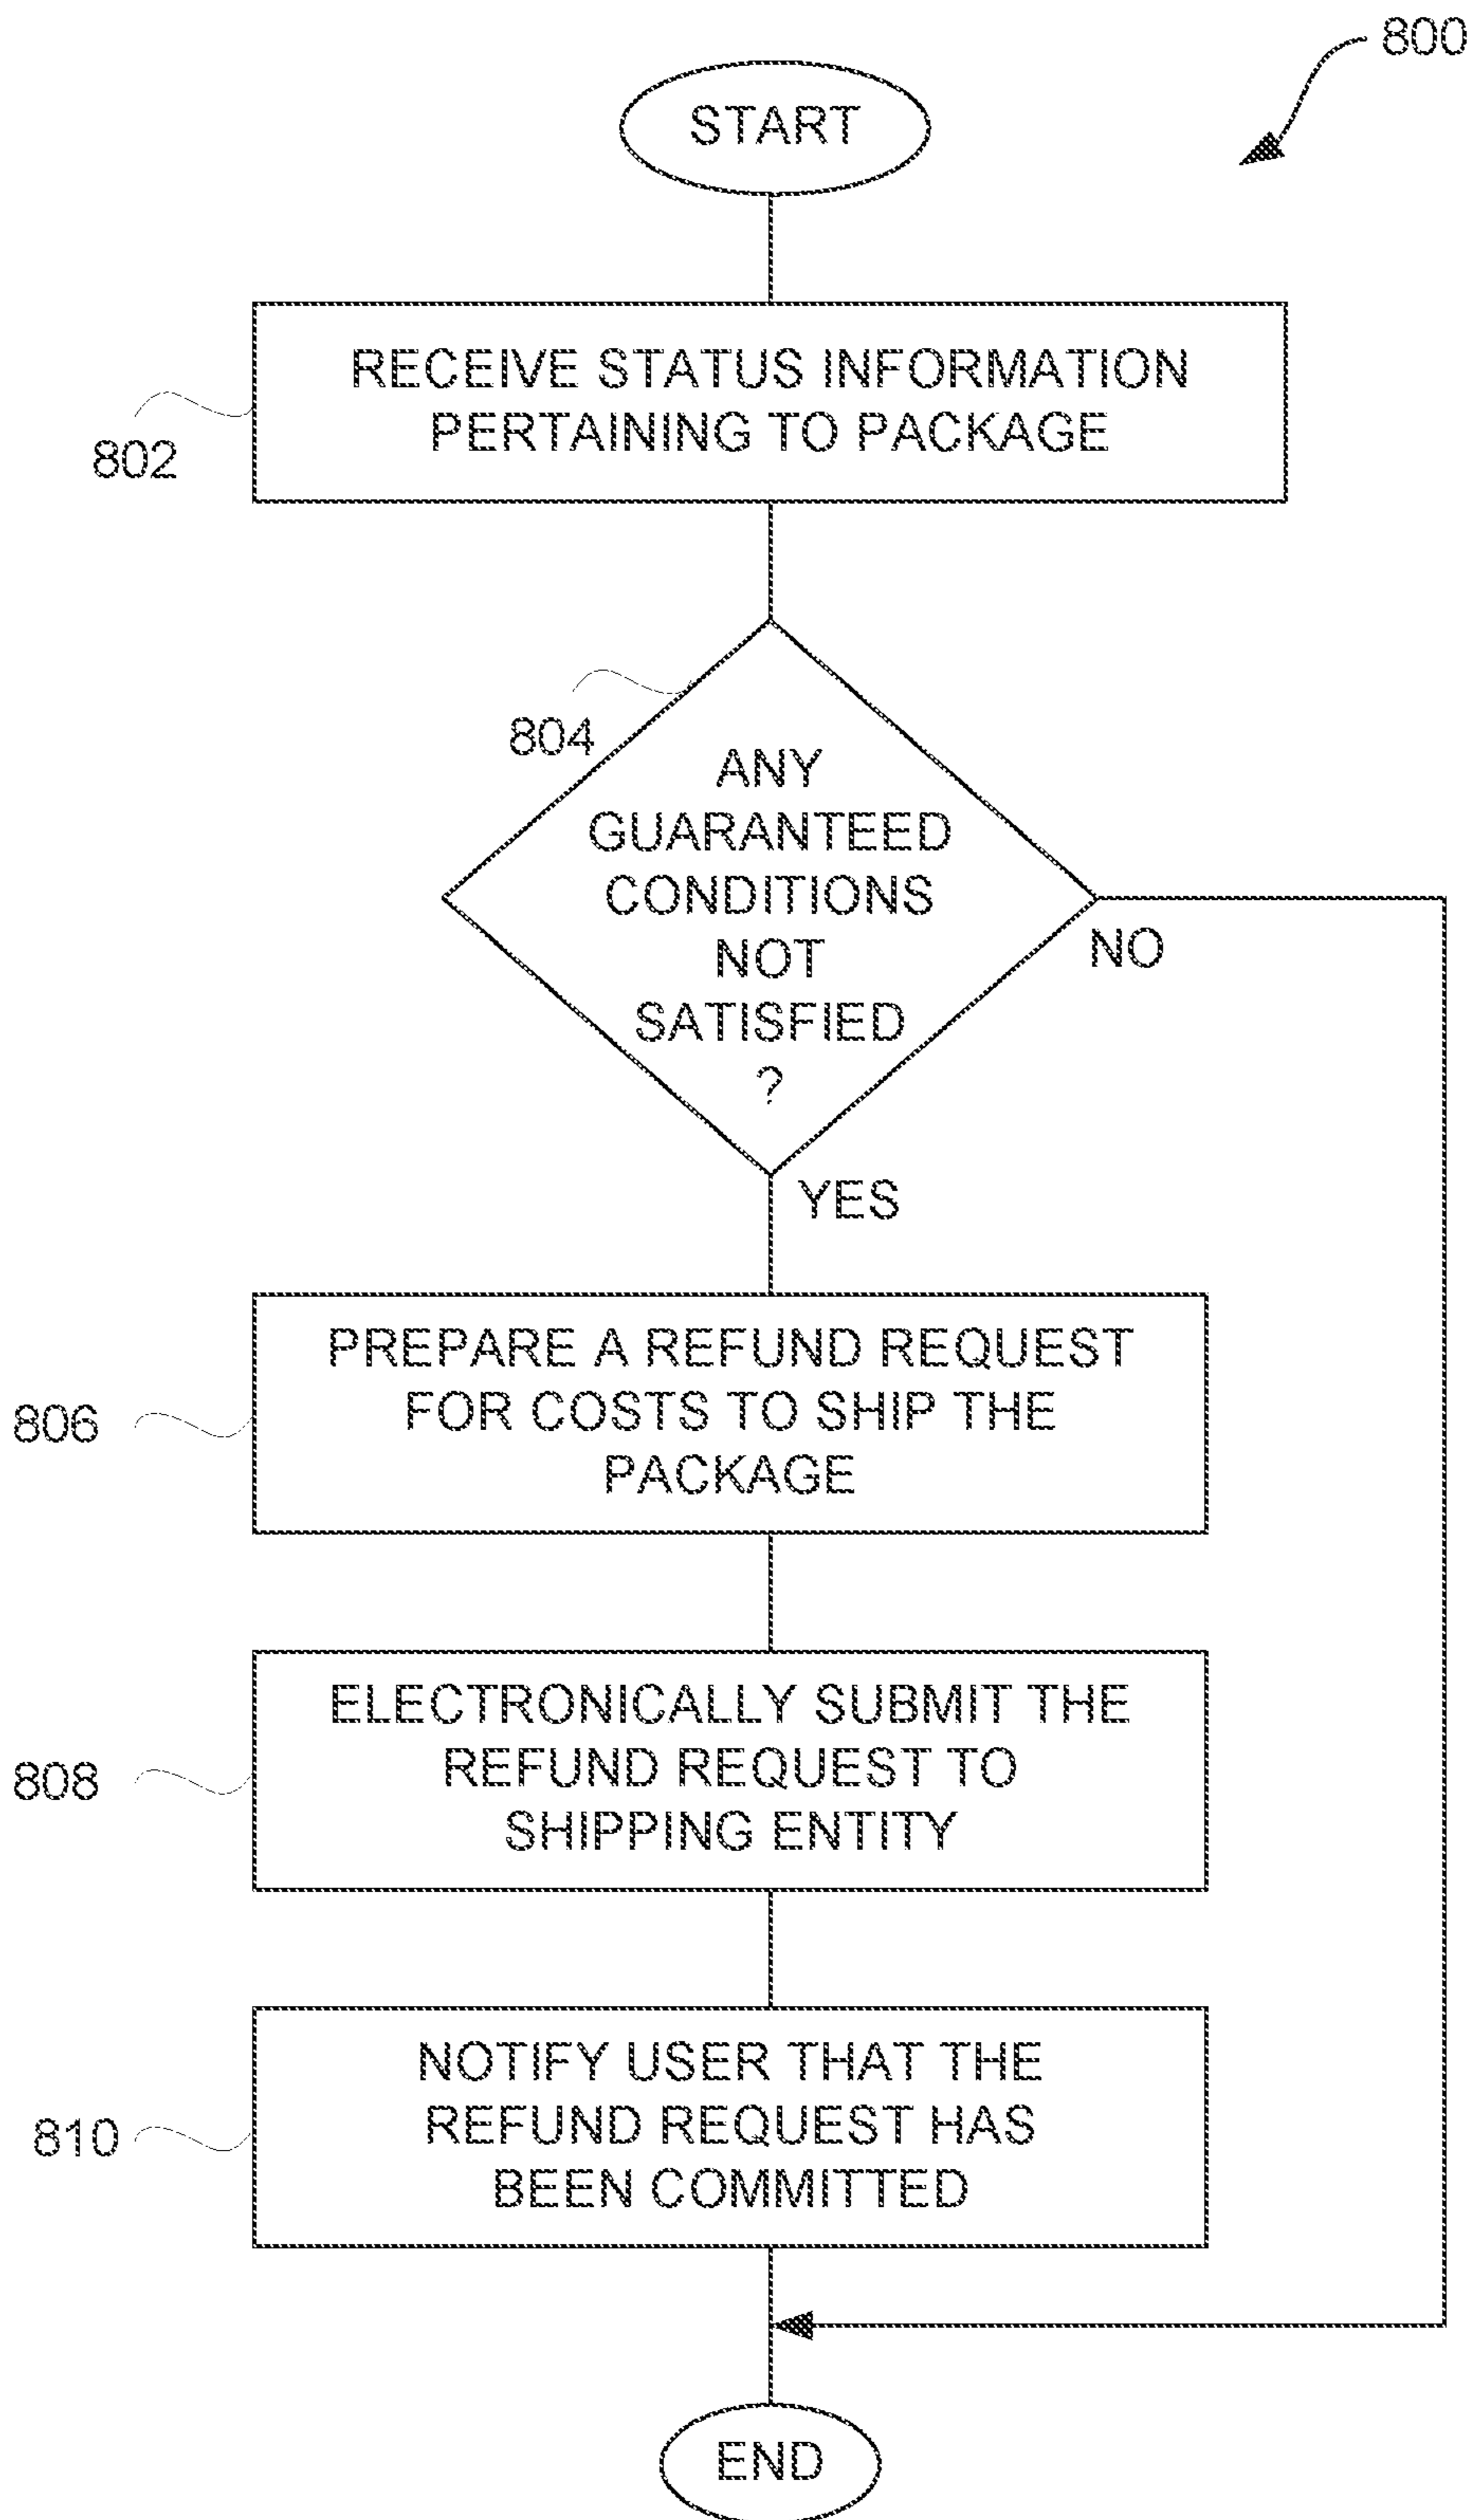 800
START
RECEIVE STATUS INFORMATION
PERTAINING TO PACKAGE
802
804
ANY
GUARANTEED
CONDITIONS
NOT
SATISFIED
?
NO
YES
PREPARE A REFUND REQUEST
FOR COSTS TO SHIP THE
PACKAGE
806
ELECTRONICALLY SUBMIT THE
REFUND REQUEST TO
SHIPPING ENTITY
808
NOTIFY USER THAT THE
REFUND REQUEST HAS
BEEN COMMITTED
810
END